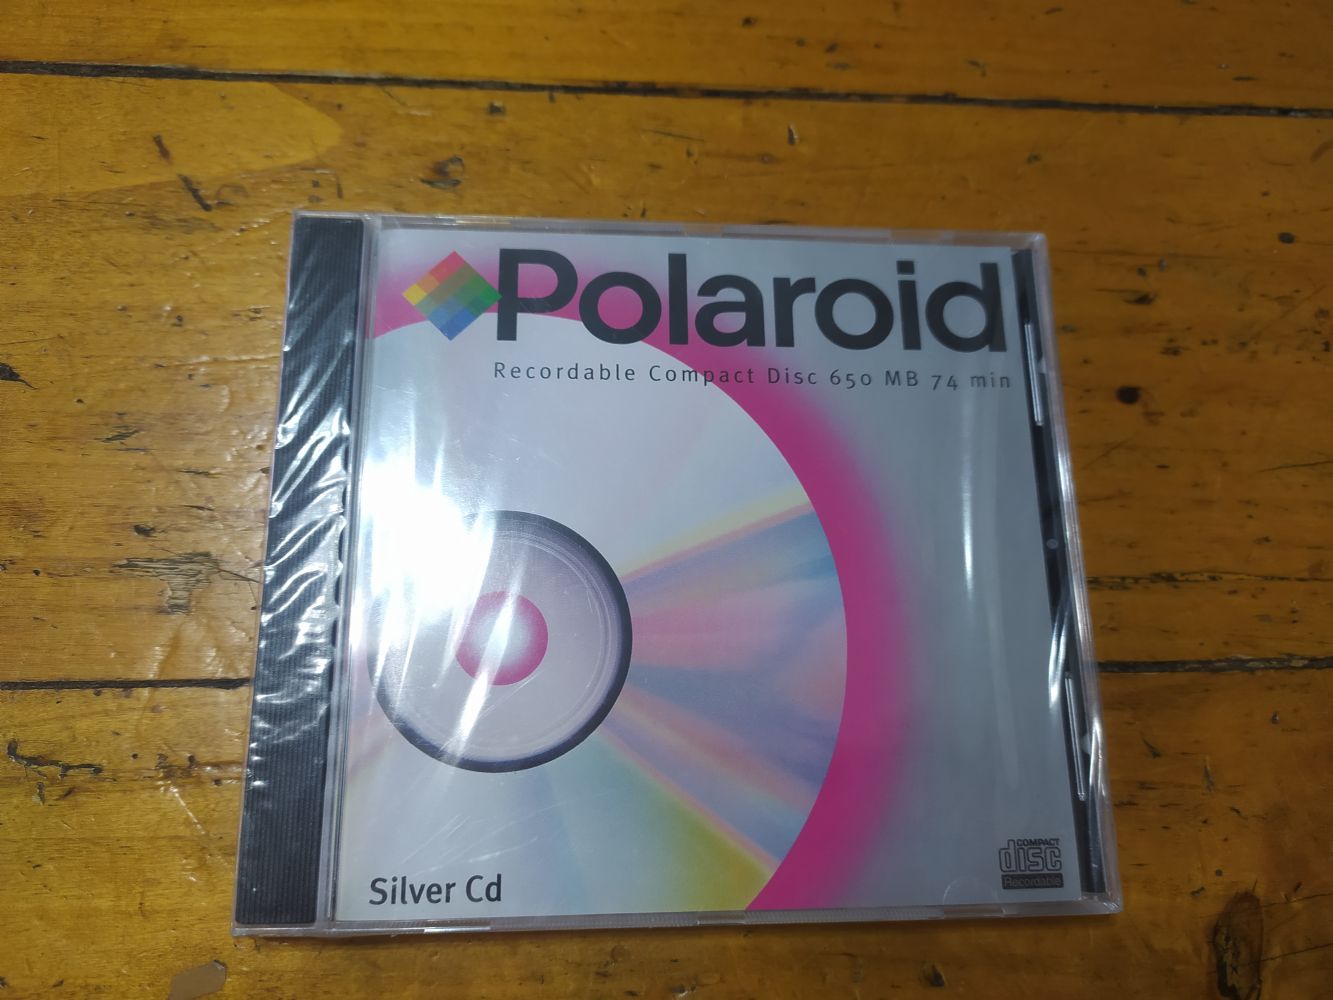 Polaroid
Recordable Compact Disc 650 MB 74 min
Silver Cd
COMPACT
disc
Recordable